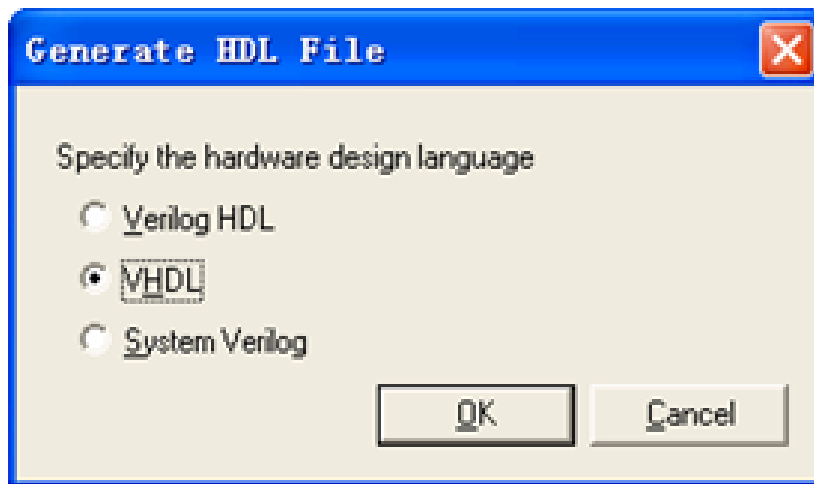 Generate HDL File
Specify the hardware design language
Verilog HDL
VHDL
System Verilog
OK Cancel